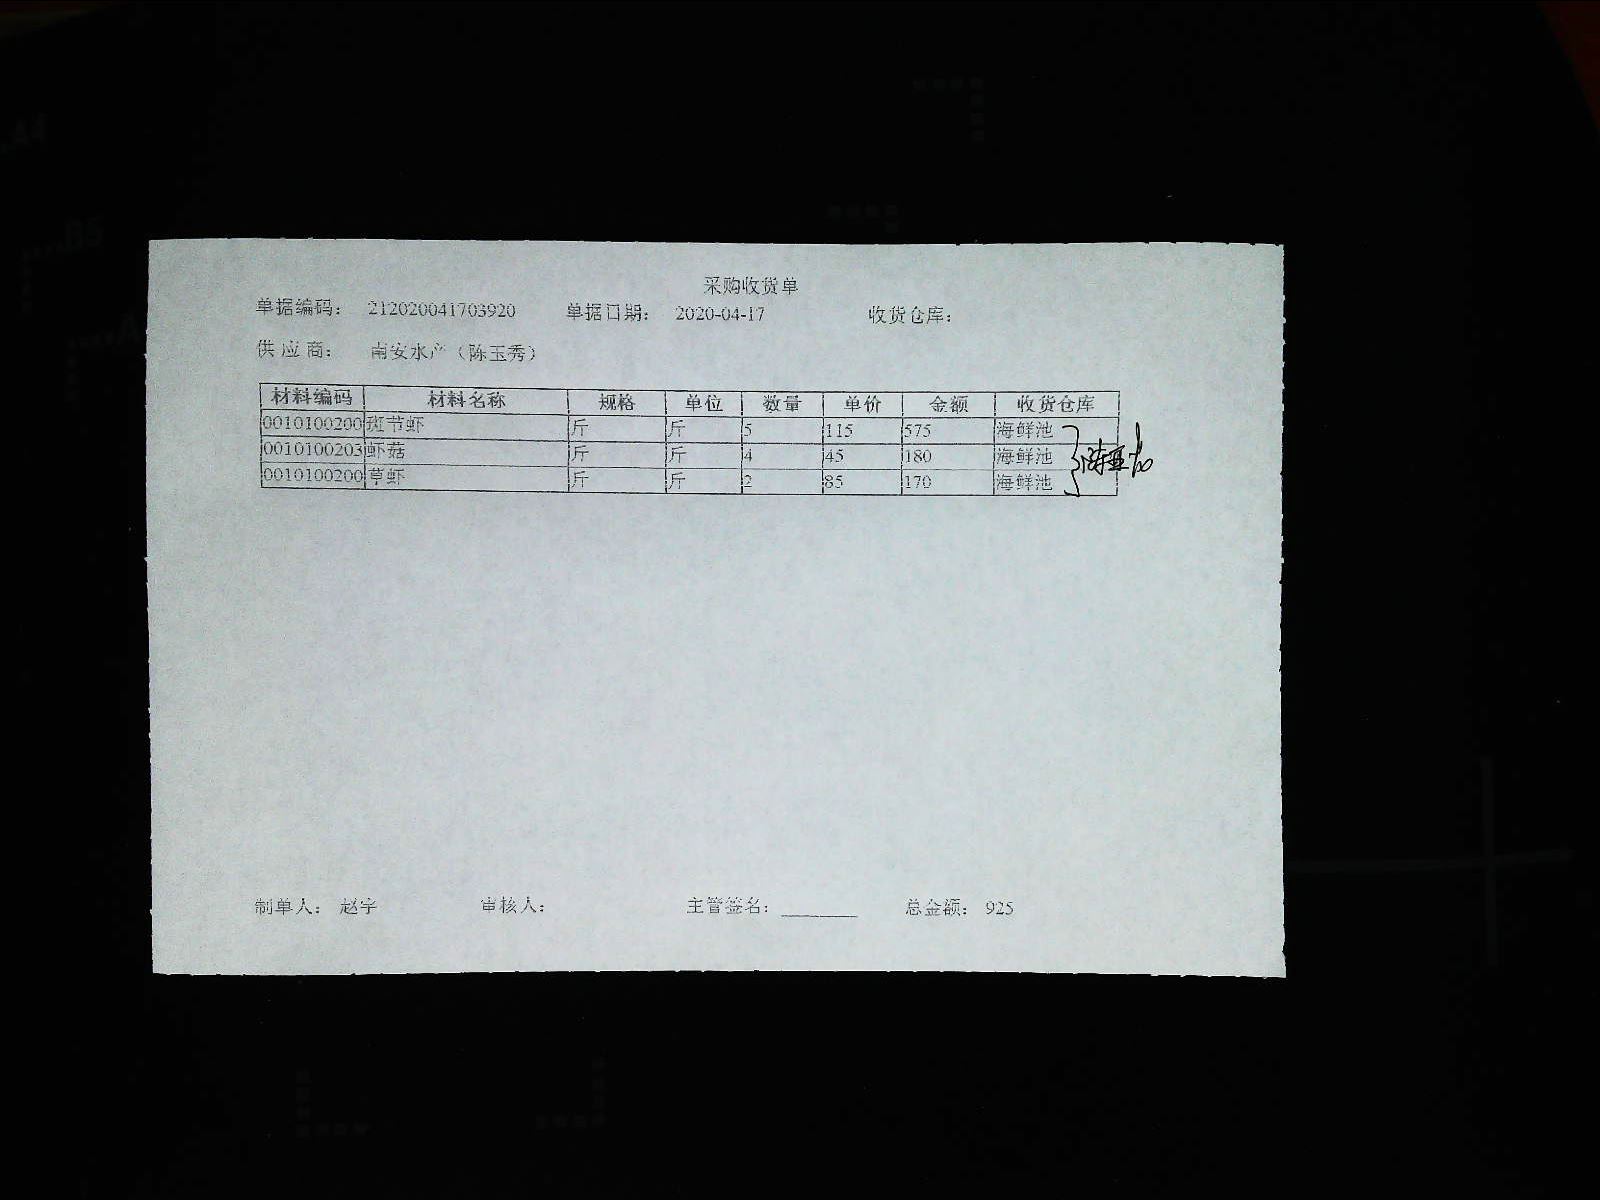 采购收货单
单据编码： 212020041703920 单据日期： 2020-04-17 收货仓库：
供 应 商： 南安水产（陈玉秀）
材料编码 材料名称 规格 单位 数量 单价 金额 收货仓库
0010100200 斑节虾 斤 斤 5 115 575 海鲜池
0010100203 虾菇 斤 斤 4 45 180 海鲜池
0010100200 草虾 斤 斤 2 85 170 海鲜池
制单人： 赵宇 审核人： 主管签名： 总金额： 925